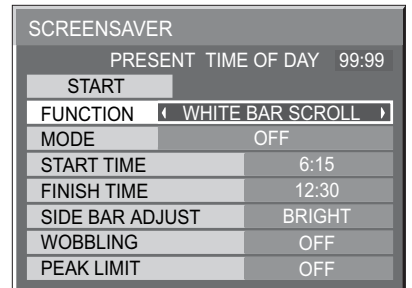 SCREENSAVER
PRESENT TIME OF DAY 99:99
START
FUNCTION WHITE BAR SCROLL
MODE OFF
START TIME 6:15
FINISH TIME 12:30
SIDE BAR ADJUST BRIGHT
WOBBLING OFF
PEAK LIMIT OFF